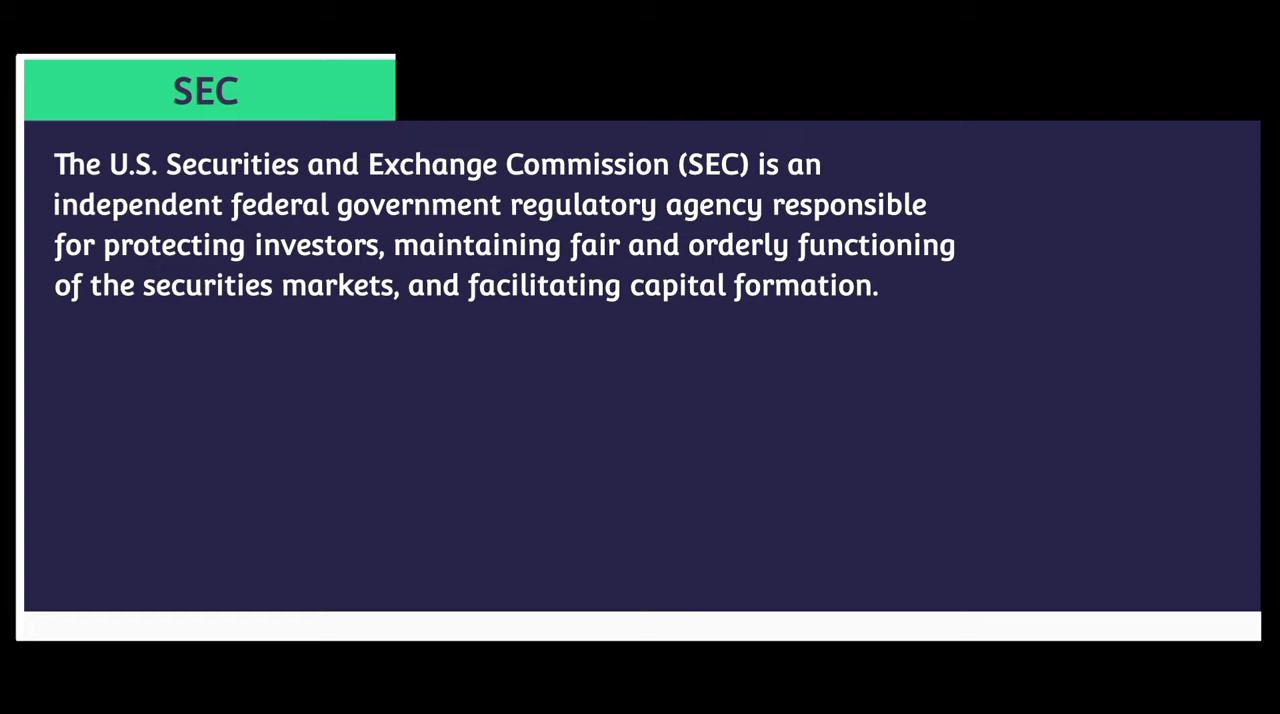 SEC
The U.S. Securities and Exchange Commission (SEC) is an
independent federal government regulatory agency responsible
for protecting investors, maintaining fair and orderly functioning
of the securities markets, and facilitating capital formation.